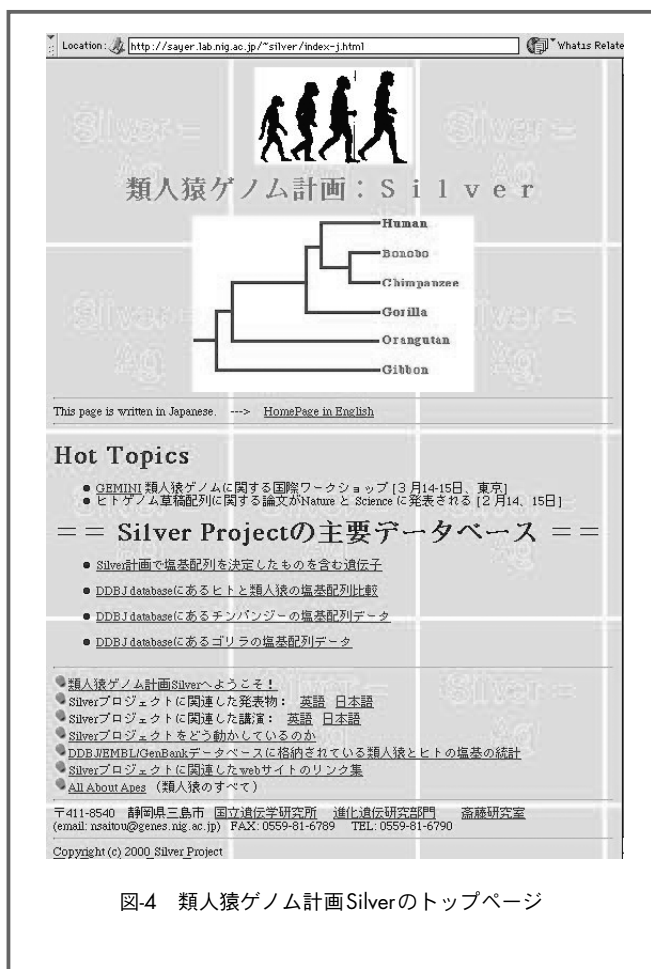 Location: http://sayer.lab.nig.ac.jp/~silver/index-j.html What's Relate
Silver = Ag
Silver = Ag
類人猿ゲノム計画：Ｓｉｌｖｅｒ
Human
Bonobo
Chimpanzee
Gorilla
Orangutan
Gibbon
Silver = Ag
Silver = Ag
This page is written in Japanese. ---> HomePage in English
Hot Topics
● GEMINI 類人猿ゲノムに関する国際ワークショップ [３月14-15日、東京]
● ヒトゲノム草稿配列に関する論文がNature と Science に発表される [２月14、15日]
＝＝ Silver Projectの主要データベース ＝＝
● Silver計画で塩基配列を決定したものを含む遺伝子
● DDBJ databaseにあるヒトと類人猿の塩基配列比較
● DDBJ databaseにあるチンパンジーの塩基配列データ
● DDBJ databaseにあるゴリラの塩基配列データ
類人猿ゲノム計画Silverへようこそ！
Silverプロジェクトに関連した発表物： 英語 日本語
Silverプロジェクトに関連した講演： 英語 日本語
Silverプロジェクトをどう動かしているのか
DDBJ/EMBL/GenBankデータベースに格納されている類人猿とヒトの塩基の統計
Silverプロジェクトに関連したwebサイトのリンク集
All About Apes （類人猿のすべて）
〒411-8540 静岡県三島市 国立遺伝学研究所 進化遺伝研究部門 斎藤研究室
(email: nsaitou@genes.nig.ac.jp) FAX: 0559-81-6789 TEL: 0559-81-6790
Copyright (c) 2000 Silver Project
図-4 類人猿ゲノム計画Silverのトップページ